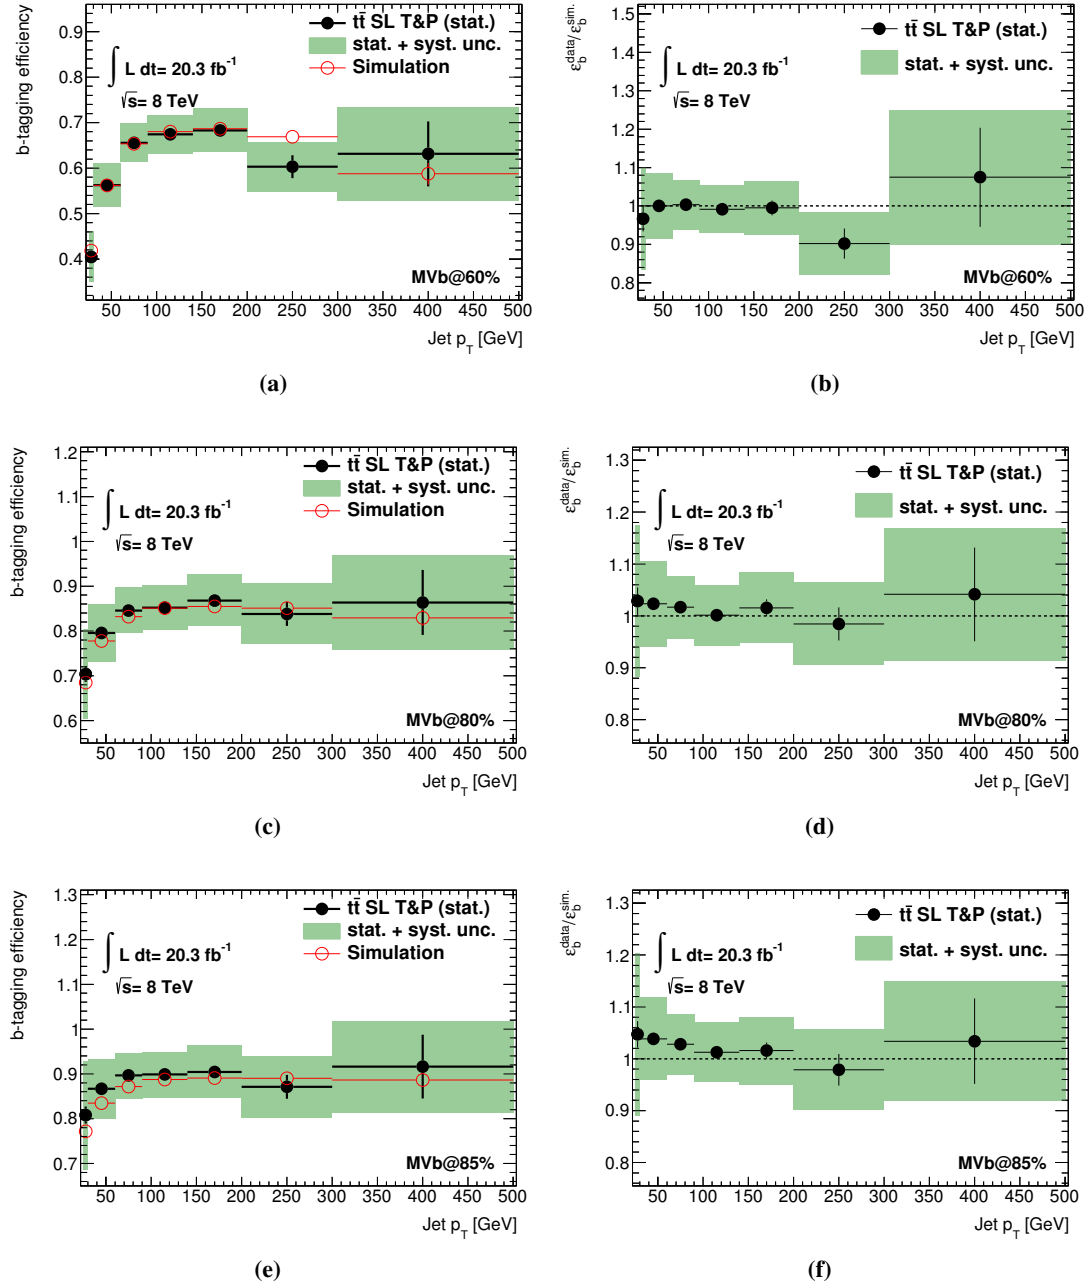 b-tagging efficiency
0.9
0.8
0.7
0.6
0.5
0.4
tt̄ SL T&P (stat.)
stat. + syst. unc.
Simulation
∫ L dt= 20.3 fb⁻¹
√s= 8 TeV
MVb@60%
50 100 150 200 250 300 350 400 450 500
Jet p_T [GeV]
(a)
ε_b^data/ε_b^sim.
1.5
1.4
1.3
1.2
1.1
1
0.9
0.8
tt̄ SL T&P (stat.)
stat. + syst. unc.
∫ L dt= 20.3 fb⁻¹
√s= 8 TeV
MVb@60%
50 100 150 200 250 300 350 400 450 500
Jet p_T [GeV]
(b)
b-tagging efficiency
1.2
1.1
1
0.9
0.8
0.7
0.6
tt̄ SL T&P (stat.)
stat. + syst. unc.
Simulation
∫ L dt= 20.3 fb⁻¹
√s= 8 TeV
MVb@80%
50 100 150 200 250 300 350 400 450 500
Jet p_T [GeV]
(c)
ε_b^data/ε_b^sim.
1.3
1.2
1.1
1
0.9
0.8
tt̄ SL T&P (stat.)
stat. + syst. unc.
∫ L dt= 20.3 fb⁻¹
√s= 8 TeV
MVb@80%
50 100 150 200 250 300 350 400 450 500
Jet p_T [GeV]
(d)
b-tagging efficiency
1.3
1.2
1.1
1
0.9
0.8
0.7
tt̄ SL T&P (stat.)
stat. + syst. unc.
Simulation
∫ L dt= 20.3 fb⁻¹
√s= 8 TeV
MVb@85%
50 100 150 200 250 300 350 400 450 500
Jet p_T [GeV]
(e)
ε_b^data/ε_b^sim.
1.3
1.2
1.1
1
0.9
0.8
tt̄ SL T&P (stat.)
stat. + syst. unc.
∫ L dt= 20.3 fb⁻¹
√s= 8 TeV
MVb@85%
50 100 150 200 250 300 350 400 450 500
Jet p_T [GeV]
(f)